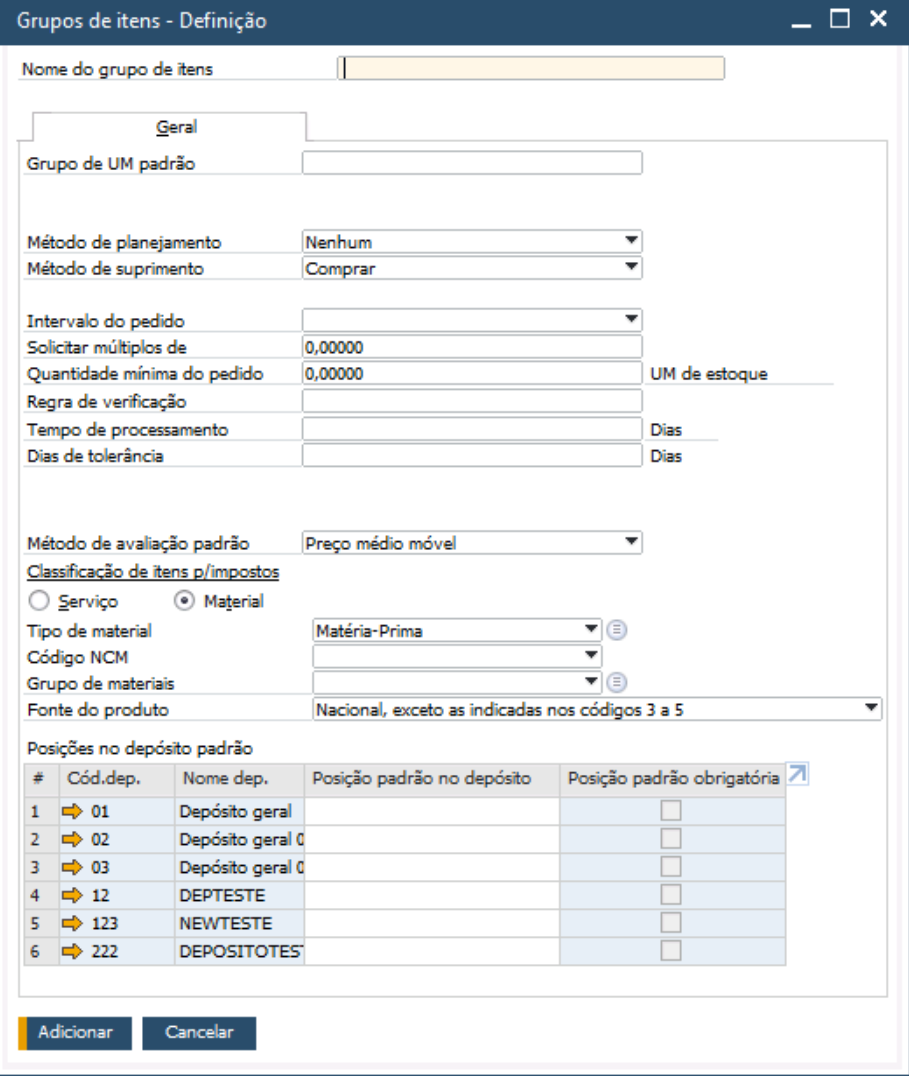 Grupos de itens - Definição
Nome do grupo de itens
Geral
Grupo de UM padrão
Método de planejamento Nenhum
Método de suprimento Comprar
Intervalo do pedido
Solicitar múltiplos de 0,00000
Quantidade mínima do pedido 0,00000 UM de estoque
Regra de verificação
Tempo de processamento Dias
Dias de tolerância Dias
Método de avaliação padrão Preço médio móvel
Classificação de itens p/impostos
Serviço Material
Tipo de material Matéria-Prima
Código NCM
Grupo de materiais
Fonte do produto Nacional, exceto as indicadas nos códigos 3 a 5
Posições no depósito padrão
# Cód.dep. Nome dep. Posição padrão no depósito Posição padrão obrigatória
1 01 Depósito geral
2 02 Depósito geral 0
3 03 Depósito geral 0
4 12 DEPTESTE
5 123 NEWTESTE
6 222 DEPOSITOTEST
Adicionar Cancelar